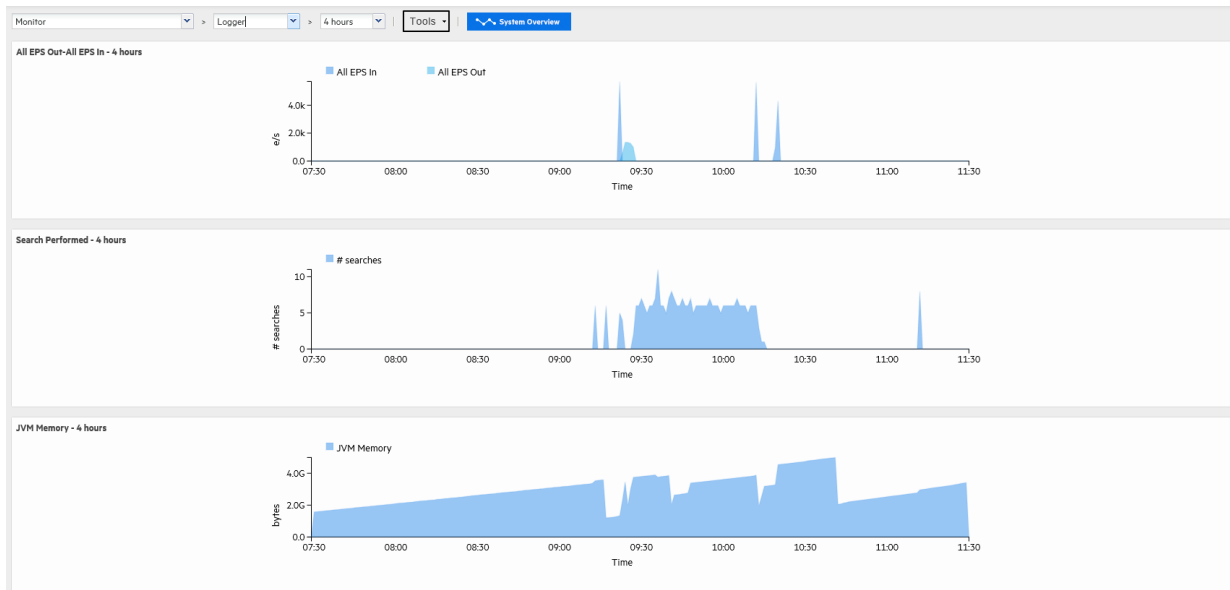 Monitor > Logger > 4 hours | Tools | System Overview
All EPS Out-All EPS In - 4 hours
All EPS In All EPS Out
4.0k
2.0k
0.0
e/s
07:30 08:00 08:30 09:00 09:30 10:00 10:30 11:00 11:30
Time
Search Performed - 4 hours
# searches
10
5
0
# searches
07:30 08:00 08:30 09:00 09:30 10:00 10:30 11:00 11:30
Time
JVM Memory - 4 hours
JVM Memory
4.0G
2.0G
0.0
bytes
07:30 08:00 08:30 09:00 09:30 10:00 10:30 11:00 11:30
Time